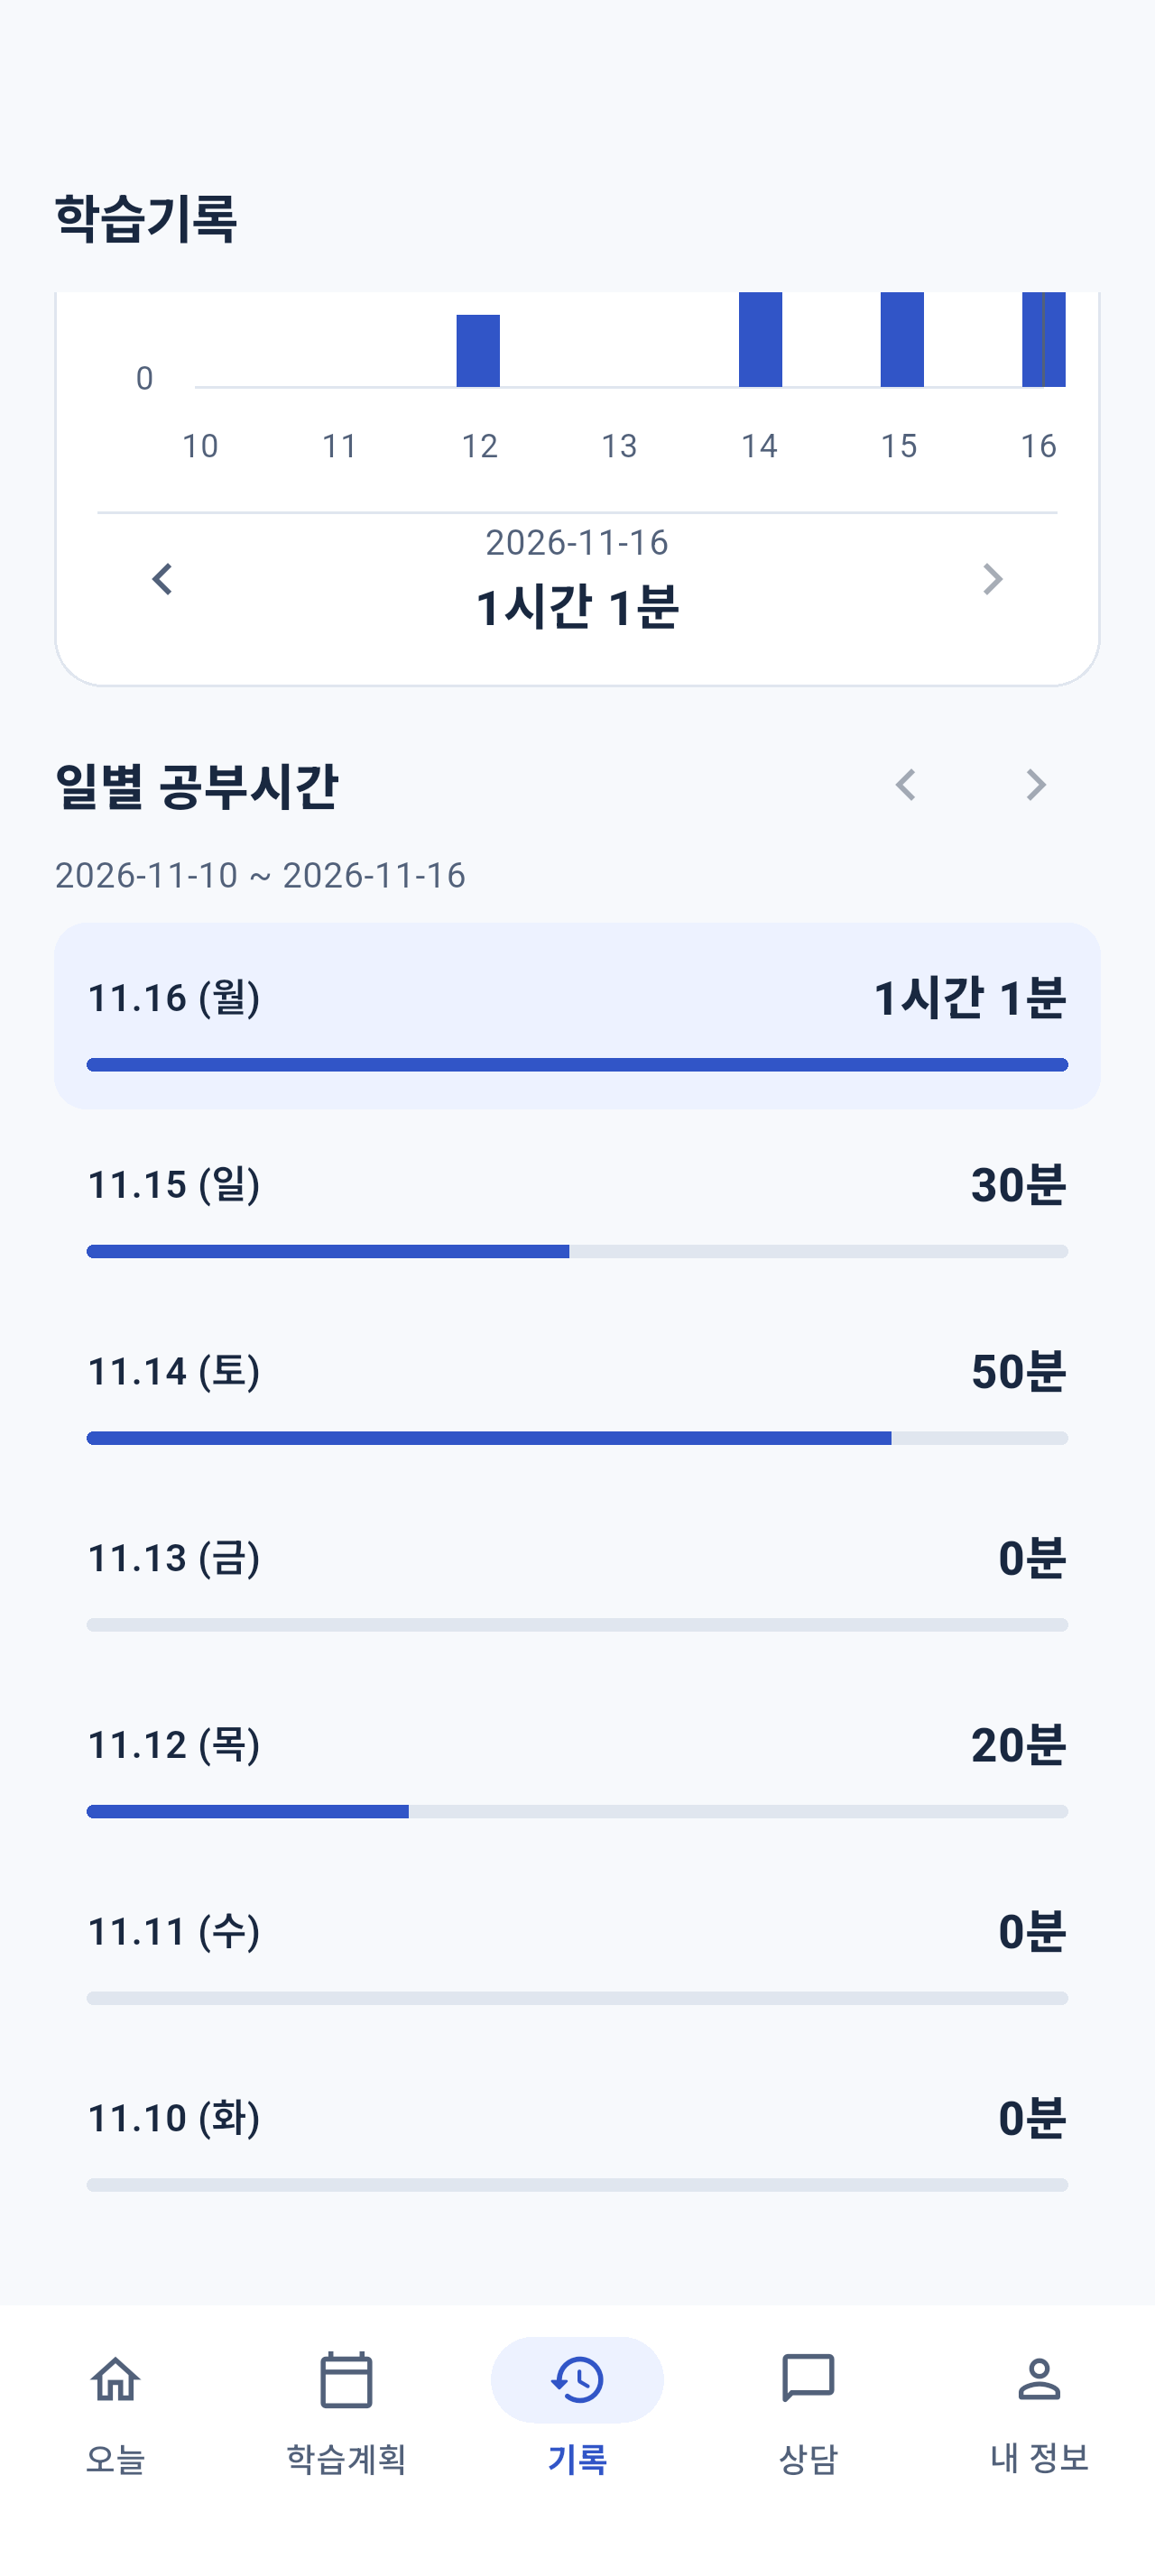 학습기록
0
10 11 12 13 14 15 16
2026-11-16
1시간 1분
일별 공부시간
2026-11-10 ~ 2026-11-16
11.16 (월) 1시간 1분
11.15 (일) 30분
11.14 (토) 50분
11.13 (금) 0분
11.12 (목) 20분
11.11 (수) 0분
11.10 (화) 0분
오늘 학습계획 기록 상담 내 정보